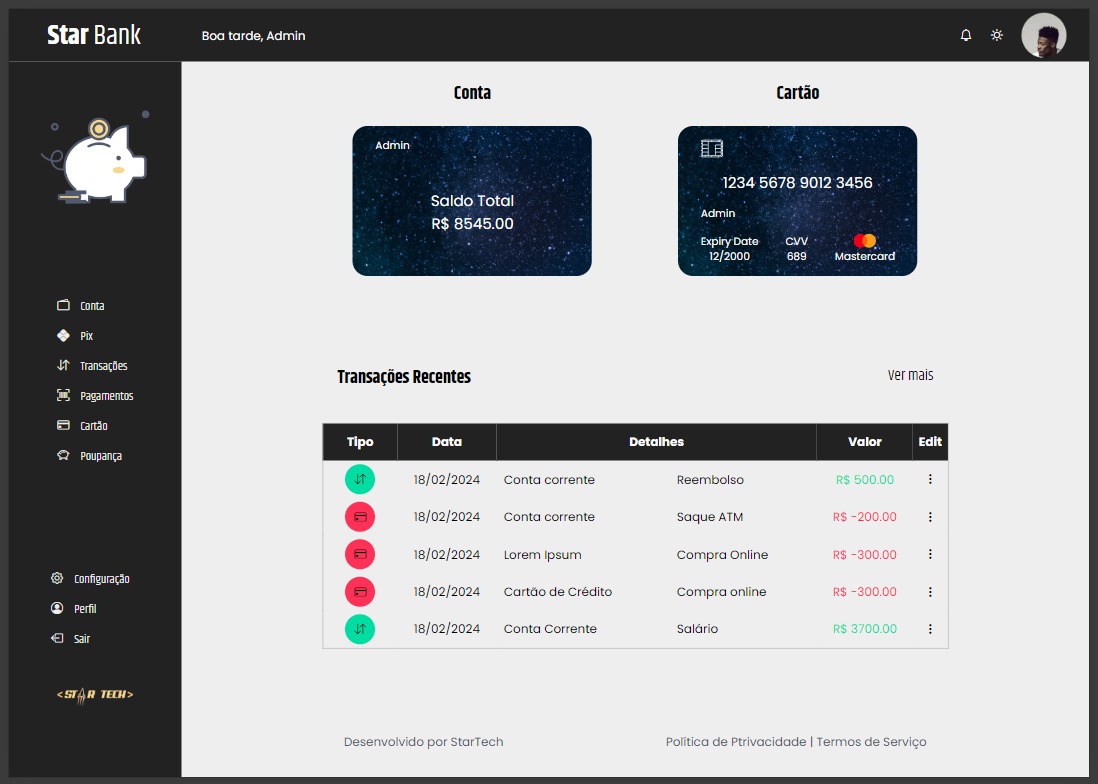 Star Bank
Boa tarde, Admin
Conta
Pix
Transações
Pagamentos
Cartão
Poupança
Configuração
Perfil
Sair
<STAR TECH>
Conta
Admin
Saldo Total
R$ 8545.00
Cartão
1234 5678 9012 3456
Admin
Expiry Date CVV
12/2000 689 Mastercard
Transações Recentes Ver mais
Tipo Data Detalhes Valor Edit
18/02/2024 Conta corrente Reembolso R$ 500.00
18/02/2024 Conta corrente Saque ATM R$ -200.00
18/02/2024 Lorem Ipsum Compra Online R$ -300.00
18/02/2024 Cartão de Crédito Compra online R$ -300.00
18/02/2024 Conta Corrente Salário R$ 3700.00
Desenvolvido por StarTech Política de Ptrivacidade | Termos de Serviço